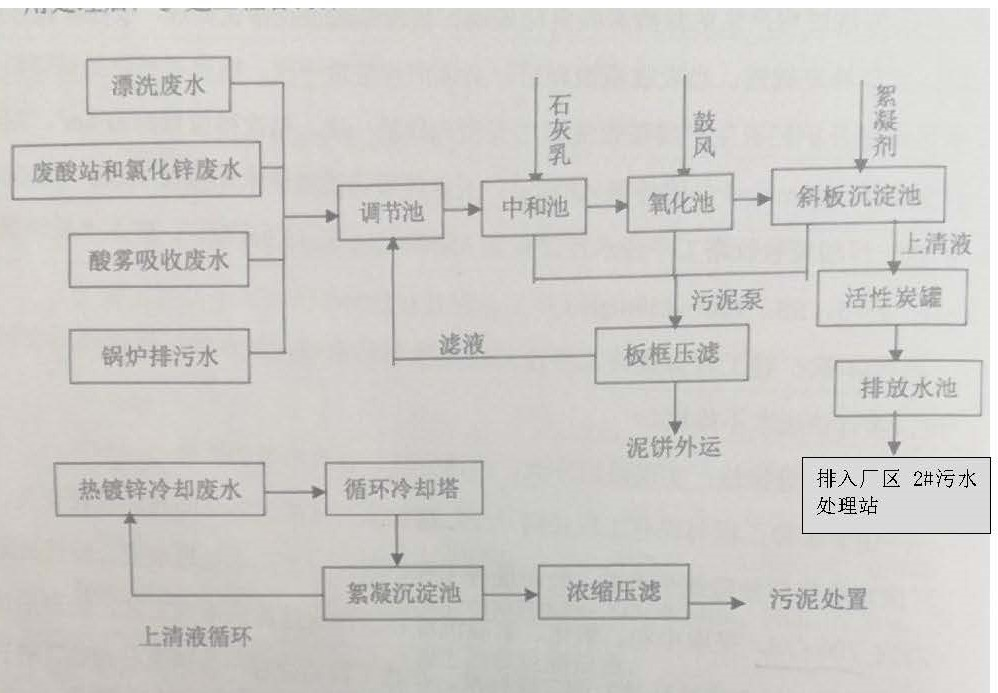 漂洗废水
废酸站和氯化锌废水
酸雾吸收废水
锅炉排污水
调节池
石灰乳
中和池
鼓风
氧化池
絮凝剂
斜板沉淀池
上清液
活性炭罐
排放水池
排入厂区 2#污水
处理站
污泥泵
板框压滤
滤液
泥饼外运
热镀锌冷却废水
循环冷却塔
絮凝沉淀池
浓缩压滤
污泥处置
上清液循环